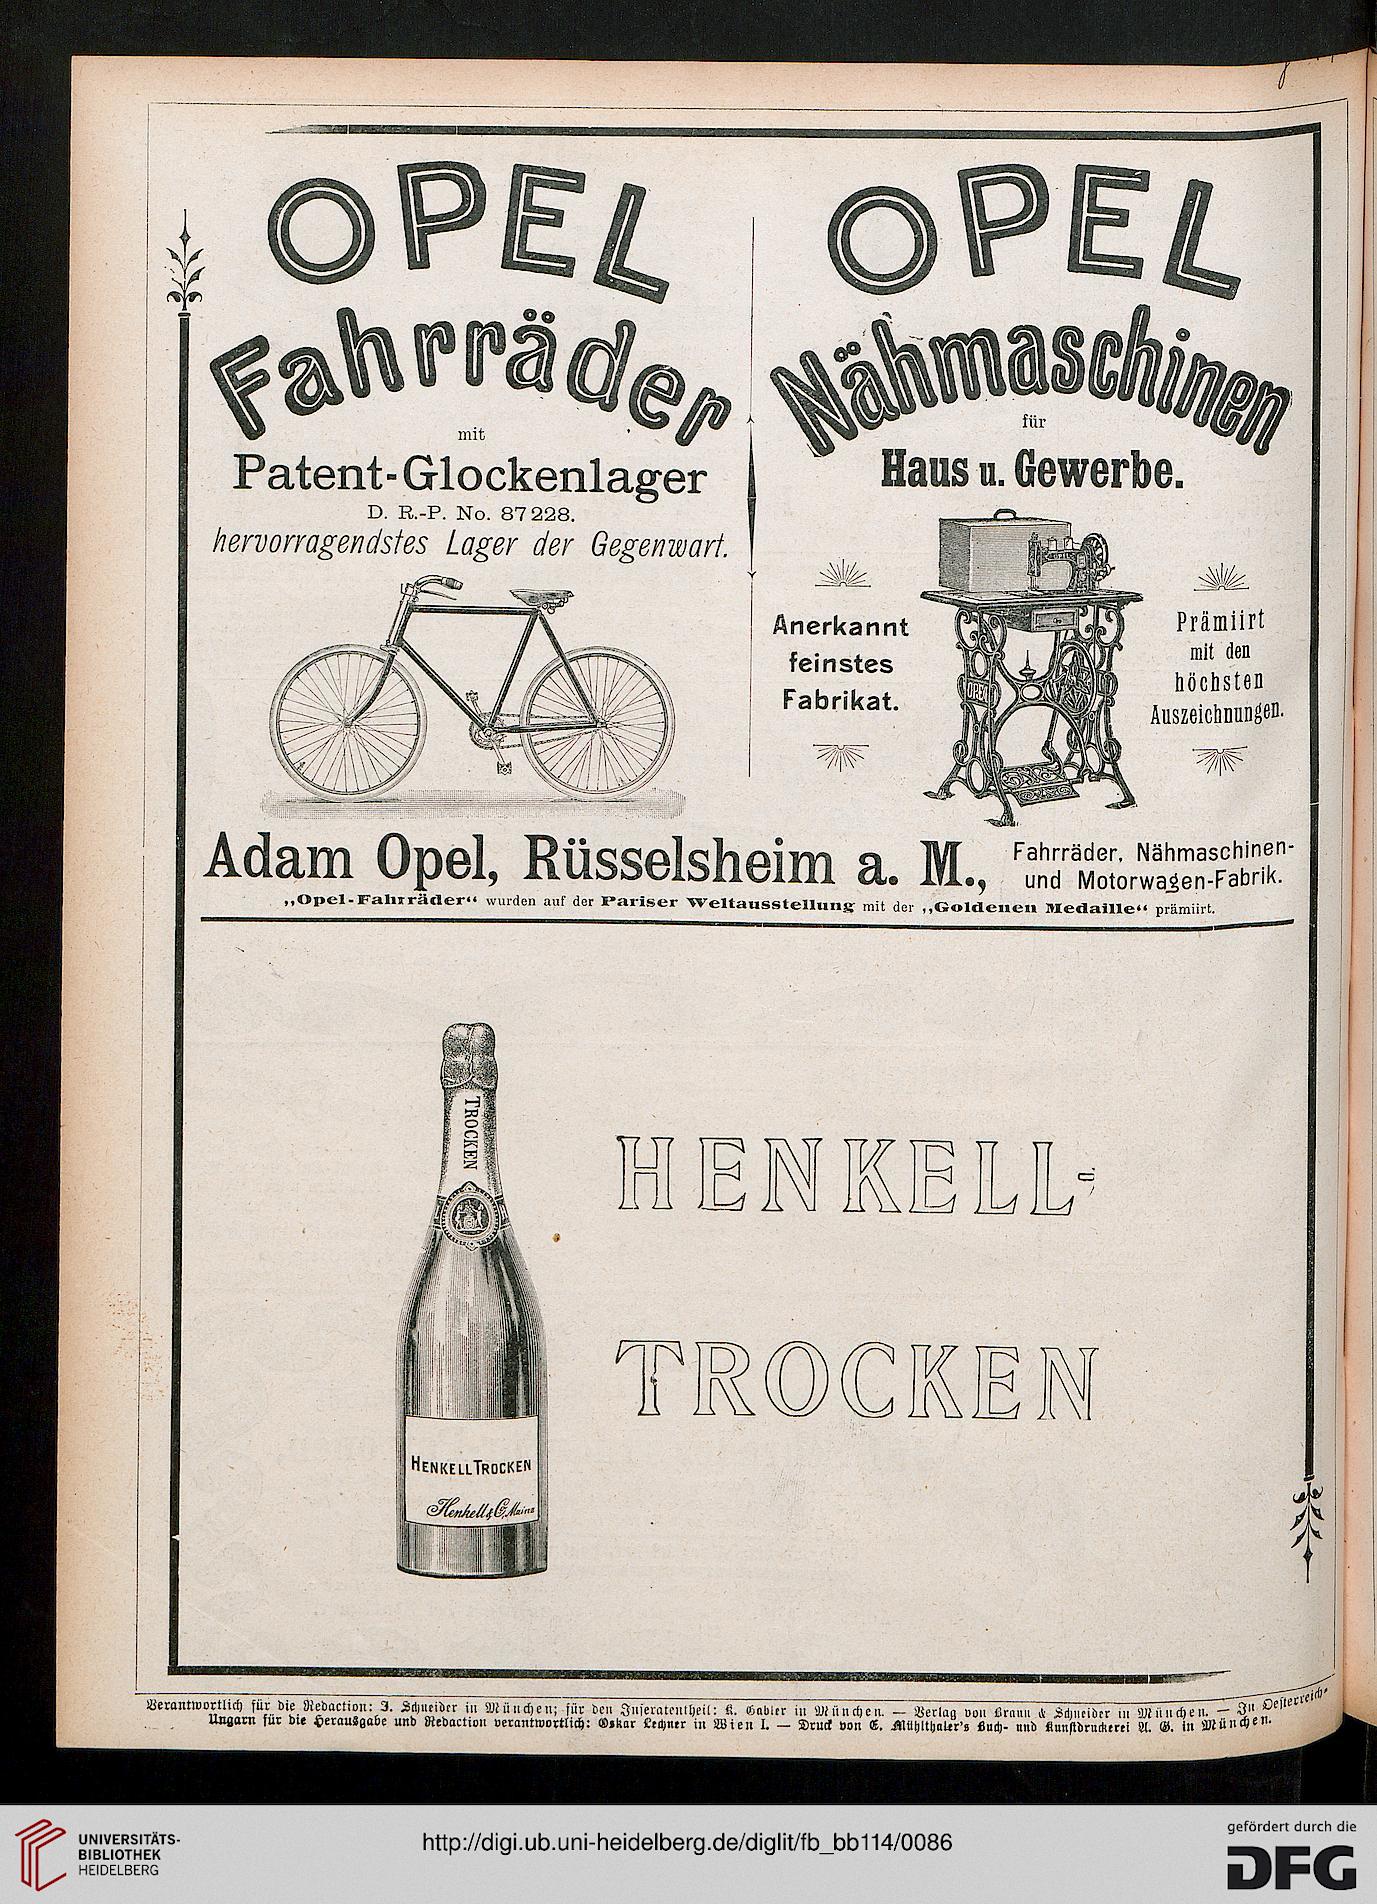 OPEL
Fahrräder
mit
Patent-Glockenlager
D. R.-P. No. 87228.
hervorragendstes Lager der Gegenwart.
OPEL
Nähmaschinen
für
Haus u. Gewerbe.
Anerkannt
feinstes
Fabrikat.
OPEL
Prämiirt
mit den
höchsten
Auszeichnungen.
Adam Opel, Rüsselsheim a. M.,
Fahrräder, Nähmaschinen-
und Motorwagen-Fabrik.
„Opel-Fahrräder“ wurden auf der Pariser Weltausstellung mit der „Goldenen Medaille“ prämiirt.
TROCKEN
HENKELL TROCKEN
Henkell & Co. Mainz
HENKELL-
TROCKEN
Verantwortlich für die Redaction: J. Schneider in München; für den Inseratentheil: K. Gabler in München. — Verlag von Braun & Schneider in München. — In Oesterreich-
Ungarn für die Herausgabe und Redaction verantwortlich: Oskar Lechner in Wien I. — Druck von E. Mühlthaler's Buch- und Kunstdruckerei A. G. in München.
UNIVERSITÄTS-
BIBLIOTHEK
HEIDELBERG
http://digi.ub.uni-heidelberg.de/diglit/fb_bb114/0086
gefördert durch die
DFG